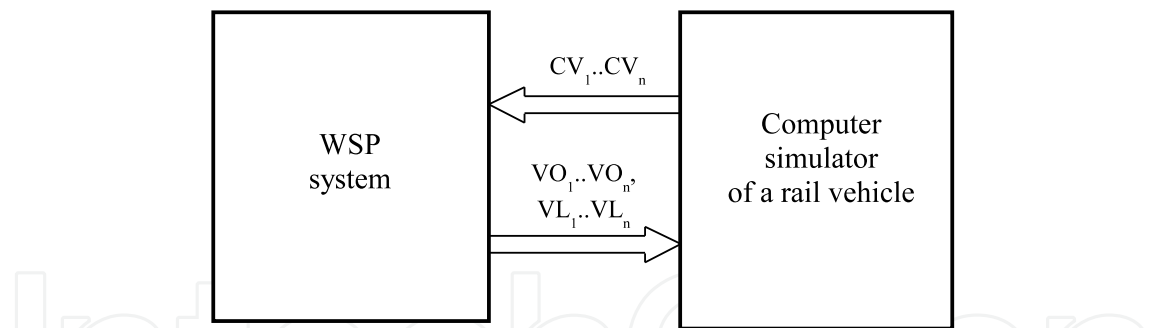 CV₁..CVₙ
WSP
system
Computer
simulator
of a rail vehicle
VO₁..VOₙ,
VL₁..VLₙ